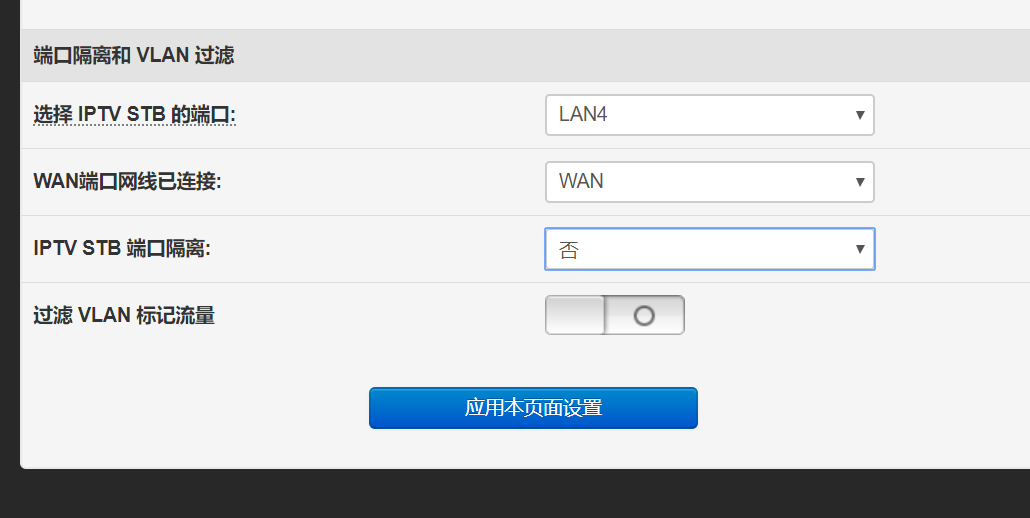 端口隔离和 VLAN 过滤
选择 IPTV STB 的端口:
LAN4
WAN端口网线已连接:
WAN
IPTV STB 端口隔离:
否
过滤 VLAN 标记流量
应用本页面设置